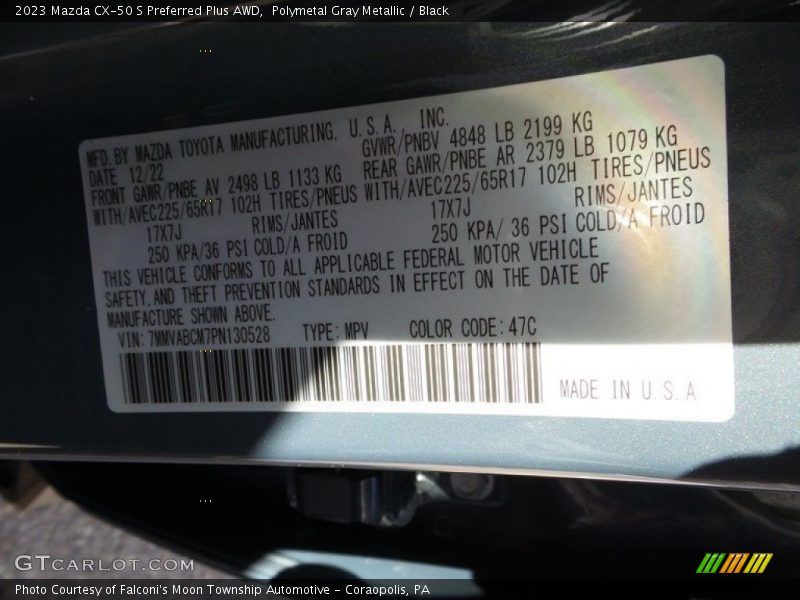 2023 Mazda CX-50 S Preferred Plus AWD,  Polymetal Gray Metallic / Black
MFD. BY MAZDA TOYOTA MANUFACTURING, U.S.A., INC.
DATE 12/22 GVWR/PNBV 4848 LB 2199 KG
FRONT GAWR/PNBE AV 2498 LB 1133 KG REAR GAWR/PNBE AR 2379 LB 1079 KG
WITH/AVEC225/65R17 102H TIRES/PNEUS WITH/AVEC225/65R17 102H TIRES/PNEUS
17X7J RIMS/JANTES 17X7J RIMS/JANTES
250 KPA/36 PSI COLD/A FROID 250 KPA/ 36 PSI COLD/A FROID
THIS VEHICLE CONFORMS TO ALL APPLICABLE FEDERAL MOTOR VEHICLE
SAFETY, AND THEFT PREVENTION STANDARDS IN EFFECT ON THE DATE OF
MANUFACTURE SHOWN ABOVE.
VIN: 7MMVABCM7PN130528 TYPE: MPV COLOR CODE: 47C
MADE IN U.S.A.
GTCARLOT.COM
Photo Courtesy of Falconi's Moon Township Automotive - Coraopolis, PA